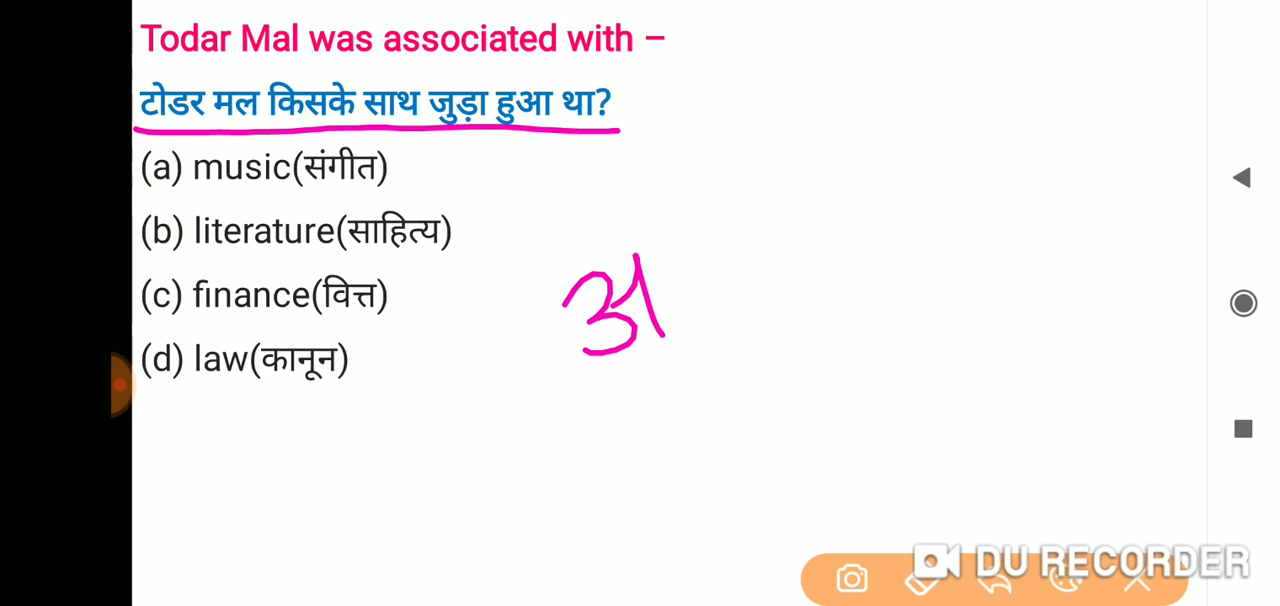 Todar Mal was associated with –
टोडर मल किसके साथ जुड़ा हुआ था?
(a) music(संगीत)
(b) literature(साहित्य)
(c) finance(वित्त)
(d) law(कानून)
DU RECORDER